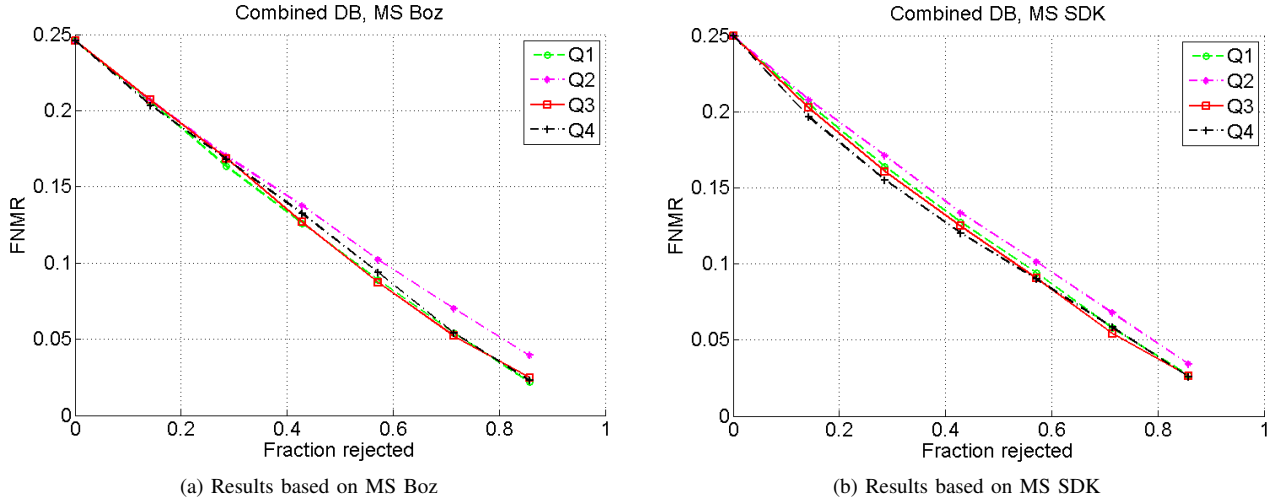 Combined DB, MS Boz
0.25
0.2
0.15
0.1
0.05
0
FNMR
Q1
Q2
Q3
Q4
0 0.2 0.4 0.6 0.8 1
Fraction rejected
(a) Results based on MS Boz
Combined DB, MS SDK
0.25
0.2
0.15
0.1
0.05
0
FNMR
Q1
Q2
Q3
Q4
0 0.2 0.4 0.6 0.8 1
Fraction rejected
(b) Results based on MS SDK